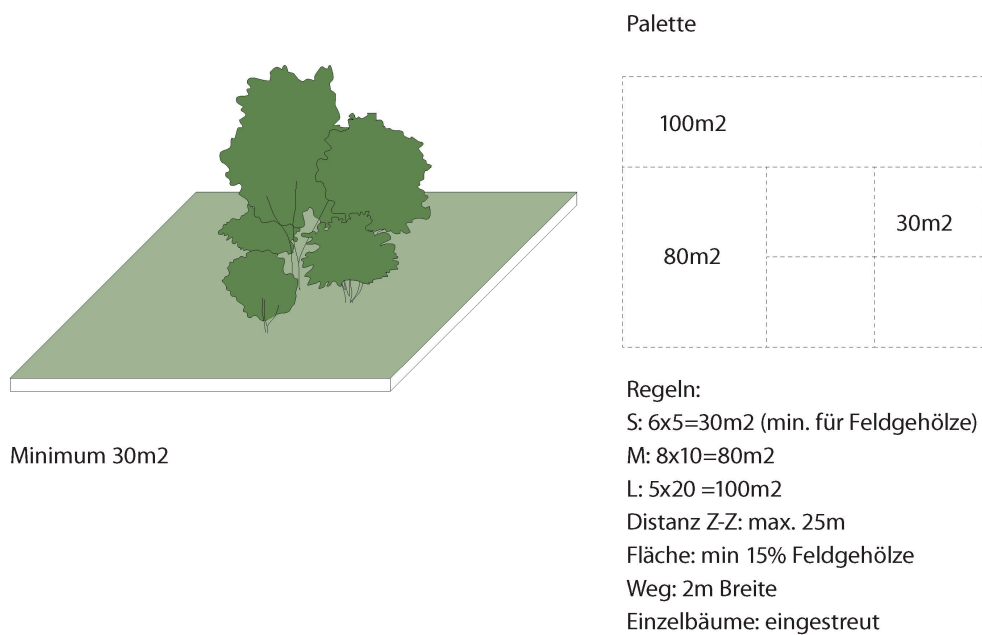 Palette
100m2
30m2
80m2
Minimum 30m2
Regeln:
S: 6x5=30m2 (min. für Feldgehölze)
M: 8x10=80m2
L: 5x20 =100m2
Distanz Z-Z: max. 25m
Fläche: min 15% Feldgehölze
Weg: 2m Breite
Einzelbäume: eingestreut